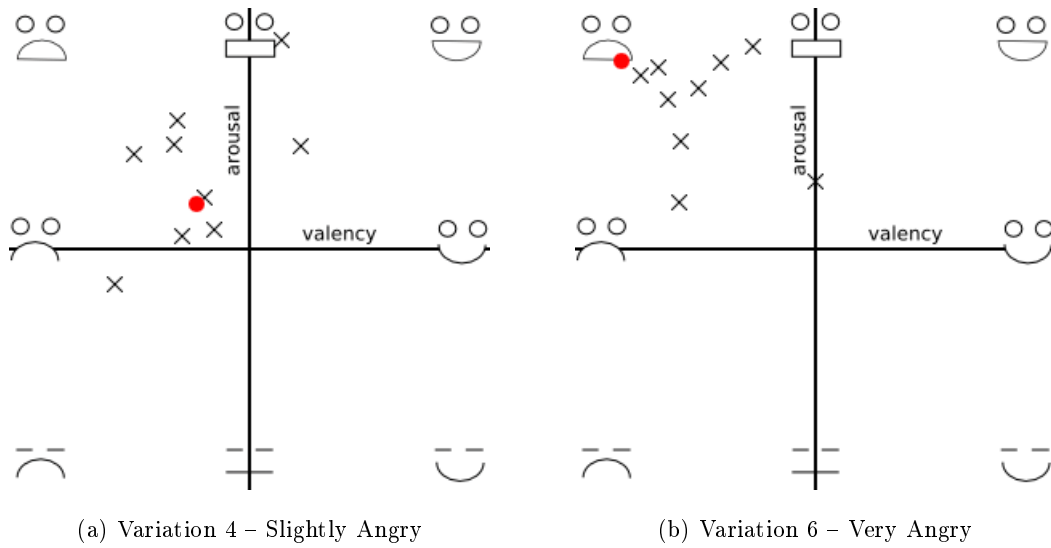 arousal
valency
arousal
valency
(a) Variation 4 – Slightly Angry
(b) Variation 6 – Very Angry